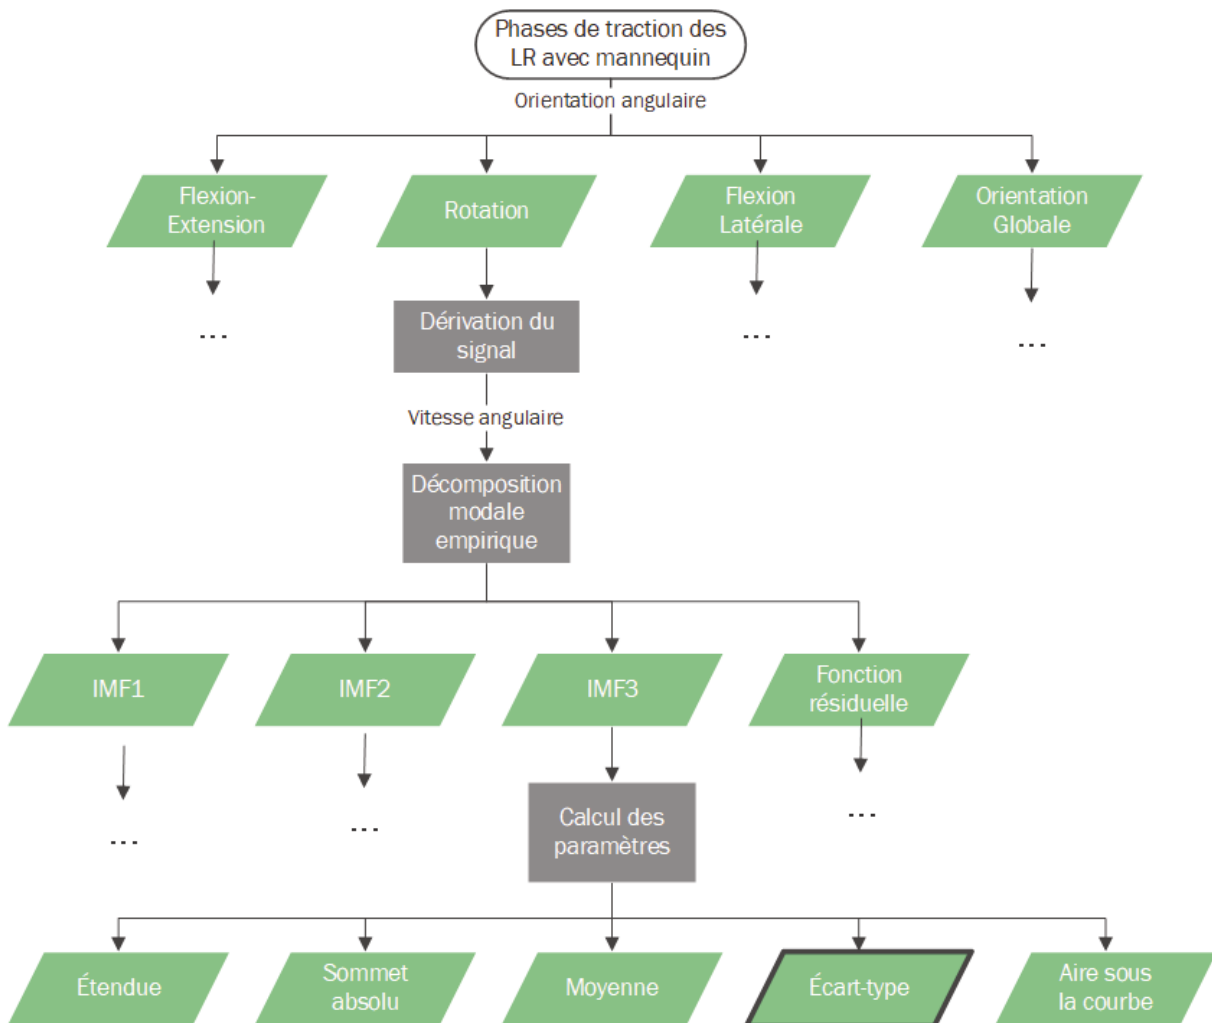 Phases de traction des
LR avec mannequin
Orientation angulaire
Flexion-
Extension
Rotation
Flexion
Latérale
Orientation
Globale
...
Dérivation du
signal
...
...
Vitesse angulaire
Décomposition
modale
empirique
IMF1
IMF2
IMF3
Fonction
résiduelle
...
...
Calcul des
paramètres
...
Étendue
Sommet
absolu
Moyenne
Écart-type
Aire sous
la courbe